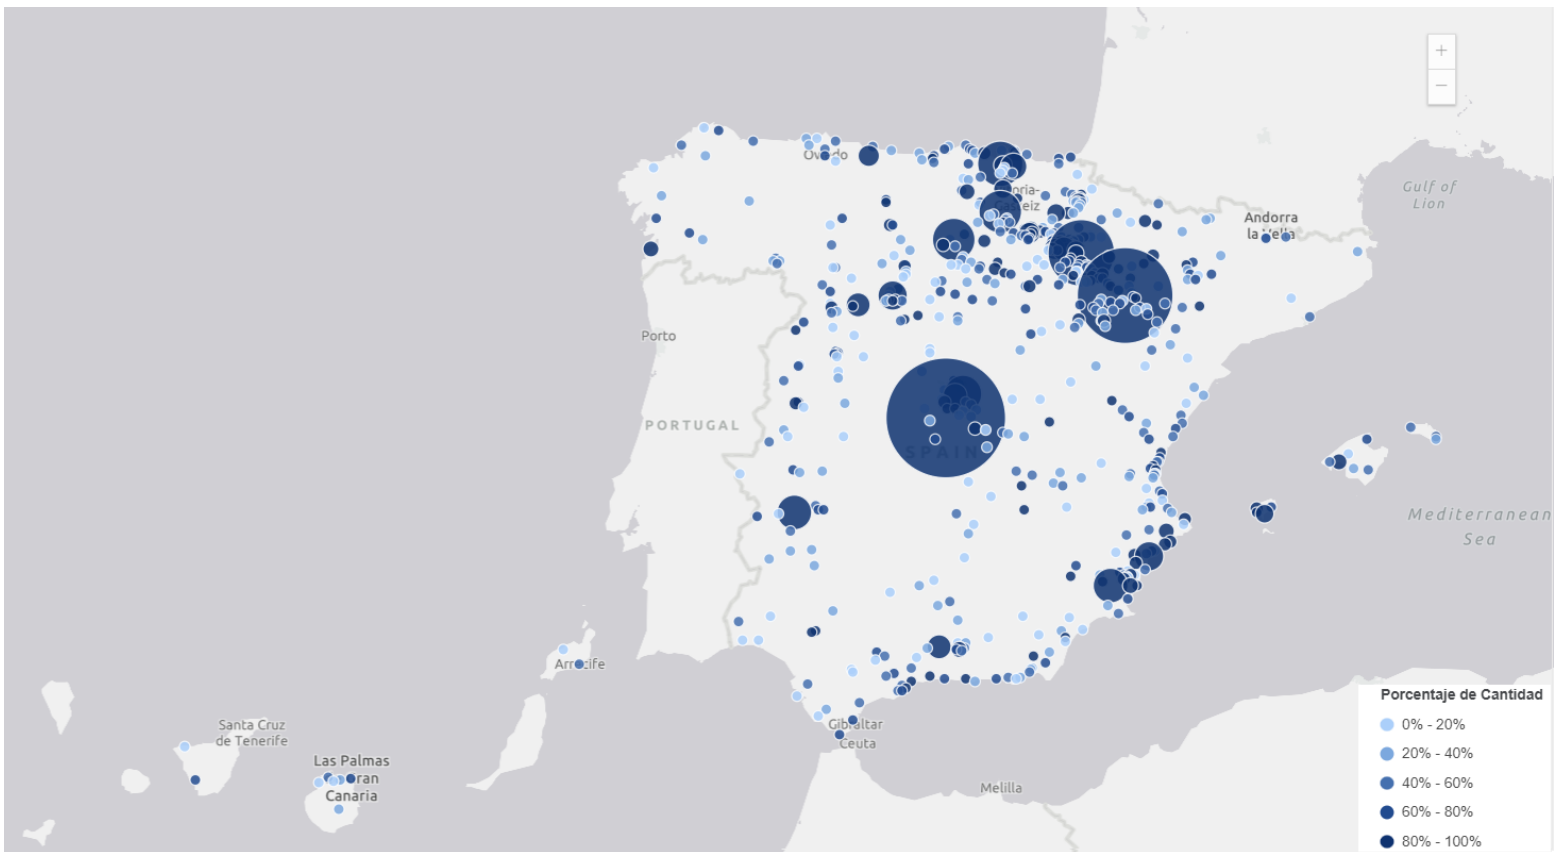 Gulf of
Lion
Andorra
la Vella
Porto
PORTUGAL
SPAIN
Mediterranean
Sea
Arrecife
Gibraltar
Ceuta
Santa Cruz
de Tenerife
Las Palmas
Gran
Canaria
Melilla
Porcentaje de Cantidad
0% - 20%
20% - 40%
40% - 60%
60% - 80%
80% - 100%
+
−